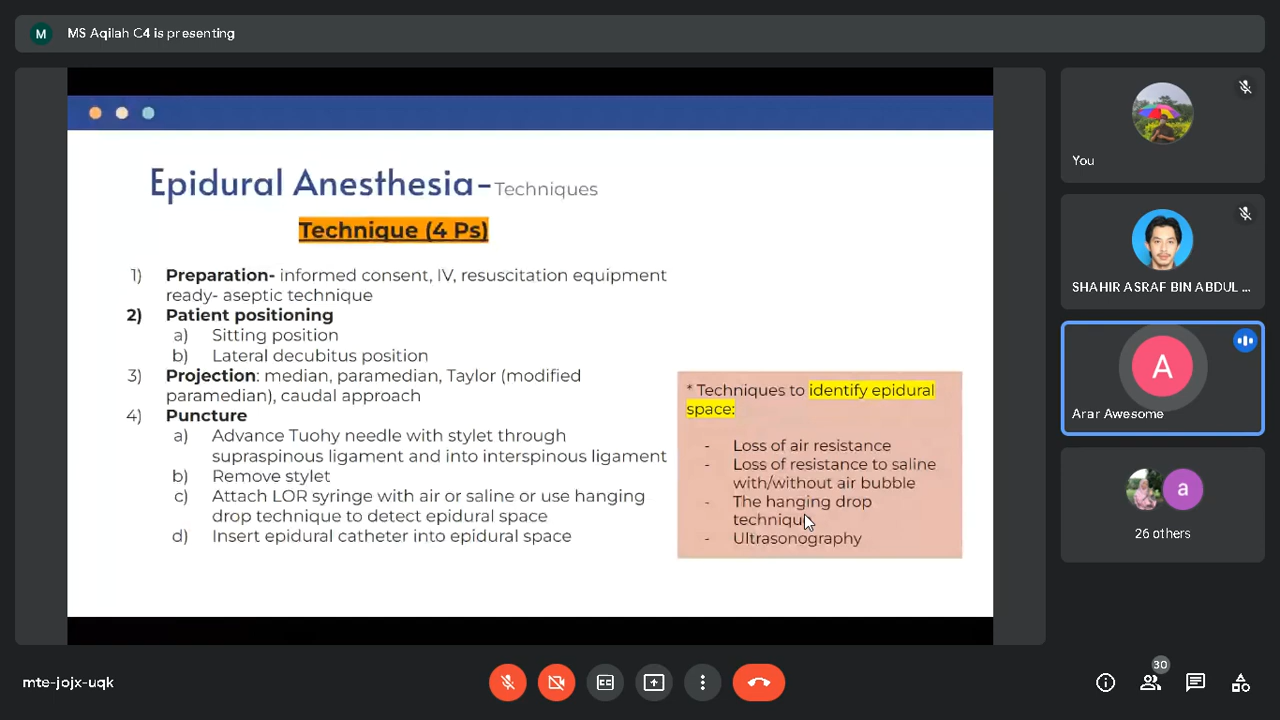 M
MS Aqilah C4 is presenting
Epidural Anesthesia-Techniques
Technique (4 Ps)
1) Preparation- informed consent, IV, resuscitation equipment
ready- aseptic technique
2) Patient positioning
a) Sitting position
b) Lateral decubitus position
3) Projection: median, paramedian, Taylor (modified
paramedian), caudal approach
4) Puncture
a) Advance Tuohy needle with stylet through
supraspinous ligament and into interspinous ligament
b) Remove stylet
c) Attach LOR syringe with air or saline or use hanging
drop technique to detect epidural space
d) Insert epidural catheter into epidural space
* Techniques to identify epidural
space:
- Loss of air resistance
- Loss of resistance to saline
with/without air bubble
- The hanging drop
technique
- Ultrasonography
You
SHAHIR ASRAF BIN ABDUL ...
A
Arar Awesome
a
26 others
mte-jojx-uqk
CC
30